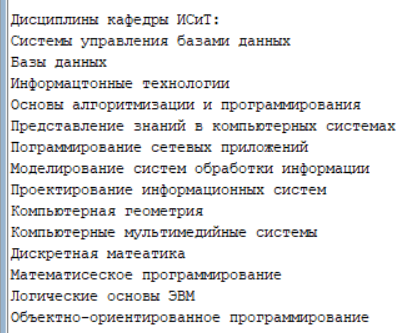 Дисциплины кафедры ИСиТ:
Системы управления базами данных
Базы данных
Информацтонные технологии
Основы алгоритмизации и программирования
Представление знаний в компьютерных системах
Пограммирование сетевых приложений
Моделирование систем обработки информации
Проектирование информационных систем
Компьютерная геометрия
Компьютерные мультимедийные системы
Дискретная матеатика
Математисеское программирование
Логические основы ЭВМ
Объектно-ориентированное программирование